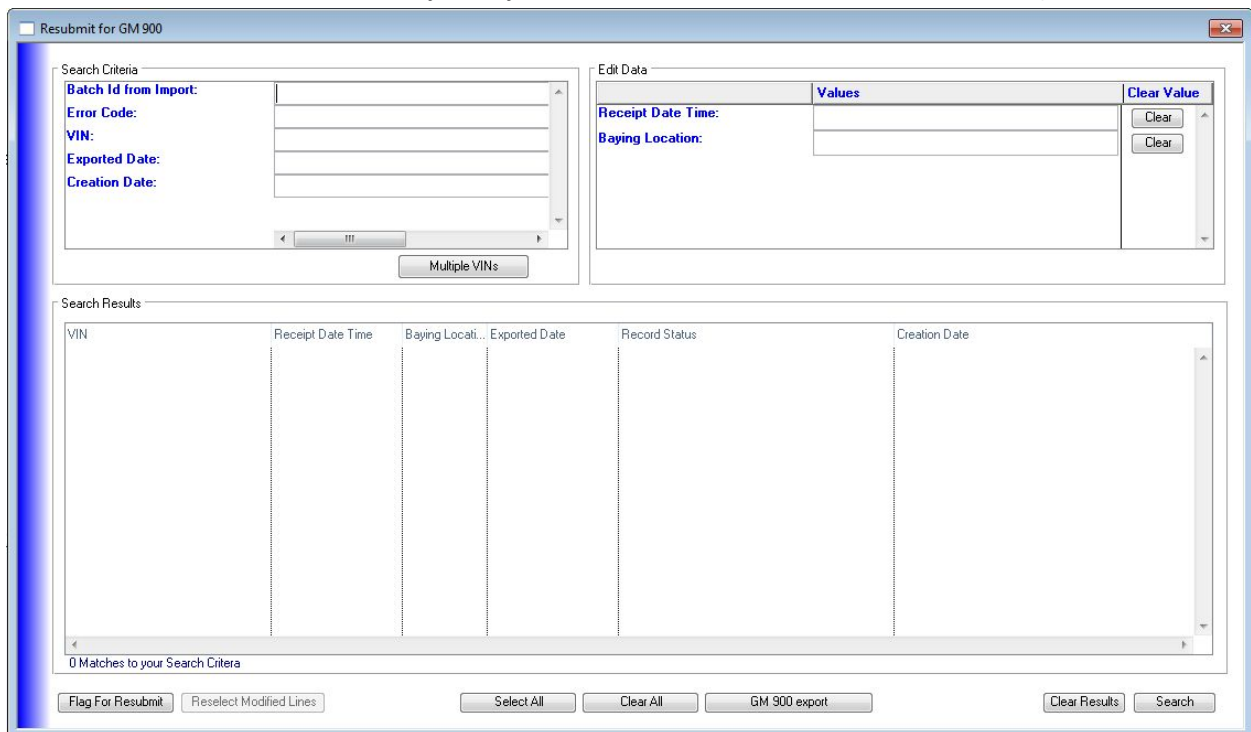 Resubmit for GM 900
Search Criteria
Batch Id from Import:
Error Code:
VIN:
Exported Date:
Creation Date:
Multiple VINs
Edit Data
Values Clear Value
Receipt Date Time: Clear
Baying Location: Clear
Search Results
VIN Receipt Date Time Baying Locati... Exported Date Record Status Creation Date
0 Matches to your Search Critera
Flag For Resubmit Reselect Modified Lines Select All Clear All GM 900 export Clear Results Search